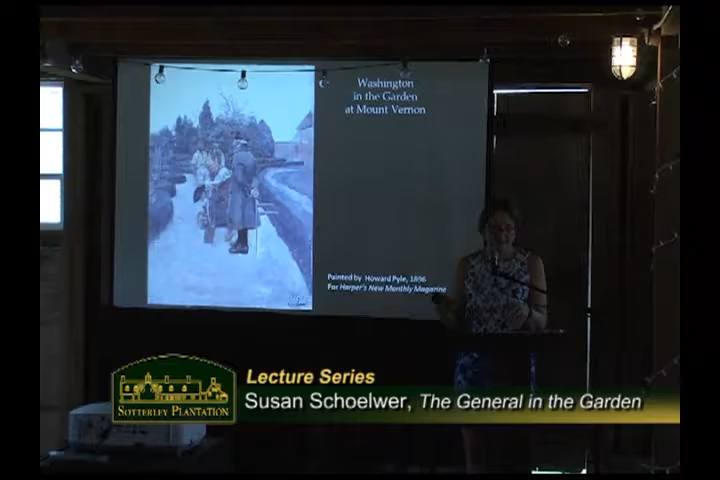 Washington
in the Garden
at Mount Vernon
Painted by Howard Pyle, 1896
For Harper's New Monthly Magazine
Lecture Series
SOTTERLEY PLANTATION
Susan Schoelwer, The General in the Garden